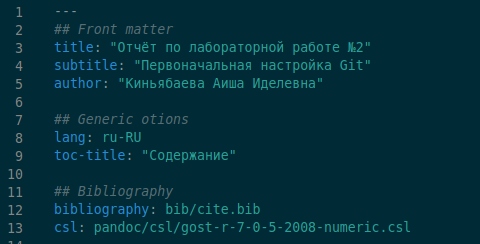 1 ---
2 ## Front matter
3 title: "Отчёт по лабораторной работе №2"
4 subtitle: "Первоначальная настройка Git"
5 author: "Киньябаева Аиша Иделевна"
6
7 ## Generic otions
8 lang: ru-RU
9 toc-title: "Содержание"
10
11 ## Bibliography
12 bibliography: bib/cite.bib
13 csl: pandoc/csl/gost-r-7-0-5-2008-numeric.csl